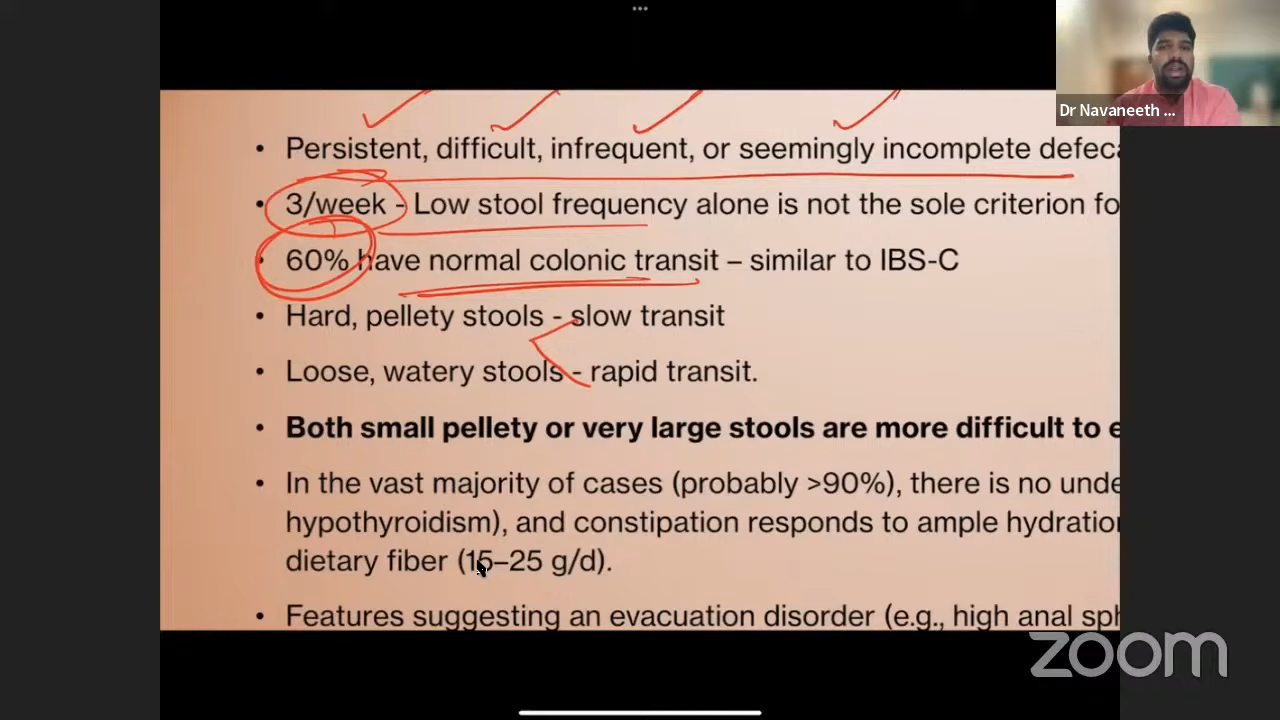 Dr Navaneeth ...
• Persistent, difficult, infrequent, or seemingly incomplete defeca
• 3/week - Low stool frequency alone is not the sole criterion fo
• 60% have normal colonic transit – similar to IBS-C
• Hard, pellety stools - slow transit
• Loose, watery stools - rapid transit.
• Both small pellety or very large stools are more difficult to e
• In the vast majority of cases (probably >90%), there is no unde
hypothyroidism), and constipation responds to ample hydration
dietary fiber (15–25 g/d).
• Features suggesting an evacuation disorder (e.g., high anal sph
zoom